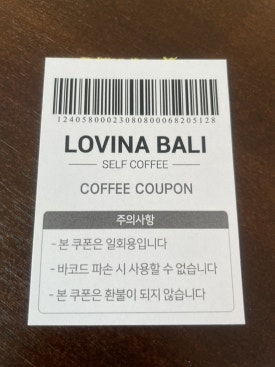 1240580002308080006820​5128
LOVINA BALI
SELF COFFEE
COFFEE COUPON
주의사항
- 본 쿠폰은 일회용입니다
- 바코드 파손 시 사용할 수 없습니다
- 본 쿠폰은 환불이 되지 않습니다